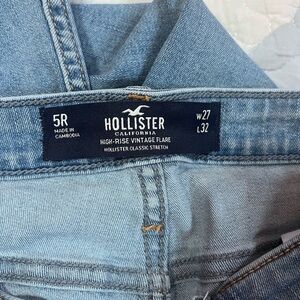 5R
MADE IN
CAMBODIA
HOLLISTER
CALIFORNIA
HIGH-RISE VINTAGE FLARE
HOLLISTER CLASSIC STRETCH
W27
L32